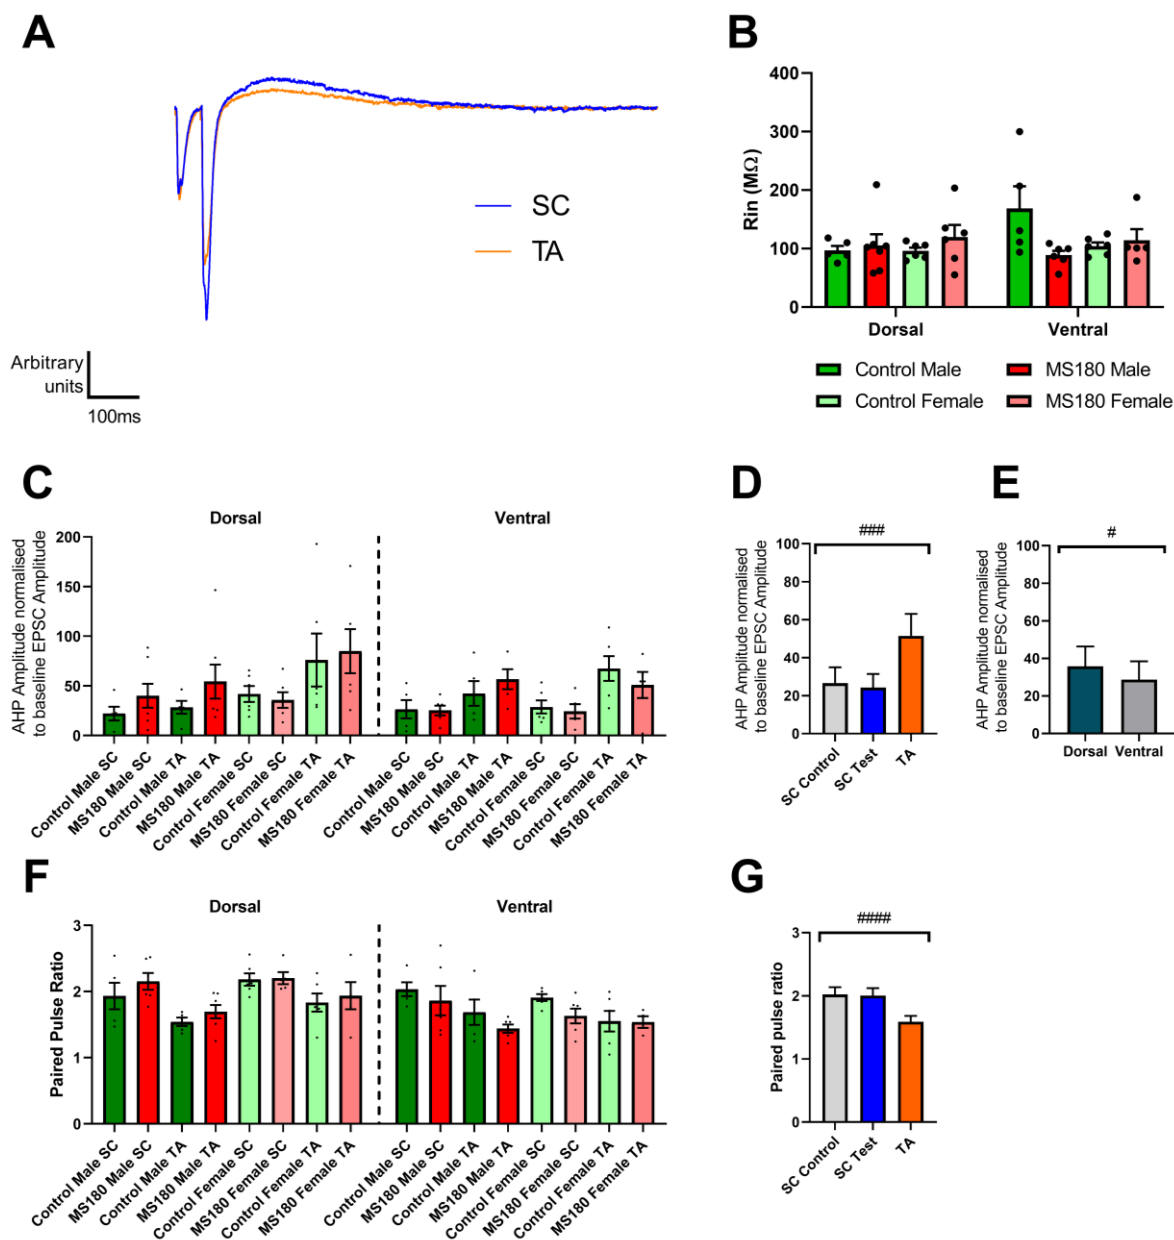 A
SC
TA
Arbitrary
units
100ms
B
400
300
200
100
0
Rin (MΩ)
Dorsal
Ventral
Control Male
MS180 Male
Control Female
MS180 Female
C
Dorsal
Ventral
200
150
100
50
0
AHP Amplitude normalised
to baseline EPSC Amplitude
Control Male SC
MS180 Male SC
Control Male TA
MS180 Male TA
Control Female SC
MS180 Female SC
Control Female TA
MS180 Female TA
Control Male SC
MS180 Male SC
Control Male TA
MS180 Male TA
Control Female SC
MS180 Female SC
Control Female TA
MS180 Female TA
D
###
100
80
60
40
20
0
AHP Amplitude normalised
to baseline EPSC Amplitude
SC Control
SC Test
TA
E
#
100
80
60
40
20
0
AHP Amplitude normalised
to baseline EPSC Amplitude
Dorsal
Ventral
F
Dorsal
Ventral
3
2
1
0
Paired Pulse Ratio
Control Male SC
MS180 Male SC
Control Male TA
MS180 Male TA
Control Female SC
MS180 Female SC
Control Female TA
MS180 Female TA
Control Male SC
MS180 Male SC
Control Male TA
MS180 Male TA
Control Female SC
MS180 Female SC
Control Female TA
MS180 Female TA
G
####
3
2
1
0
Paired pulse ratio
SC Control
SC Test
TA